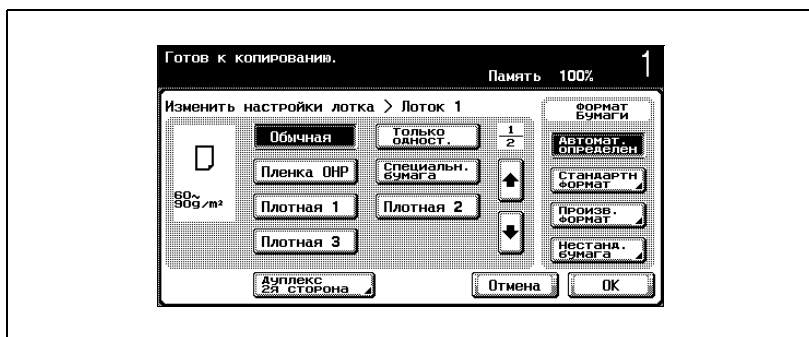 Готов к копированию.
Память 100% 1
Изменить настройки лотка > Лоток 1
Формат бумаги
60~
90g/m²
Обычная
Только одност.
1/2
Автомат. определен
Пленка OHP
Специальн. бумага
Стандартн формат
Плотная 1
Плотная 2
Произв. формат
Плотная 3
Нестанд. бумага
Дуплекс 2я сторона
Отмена
OK